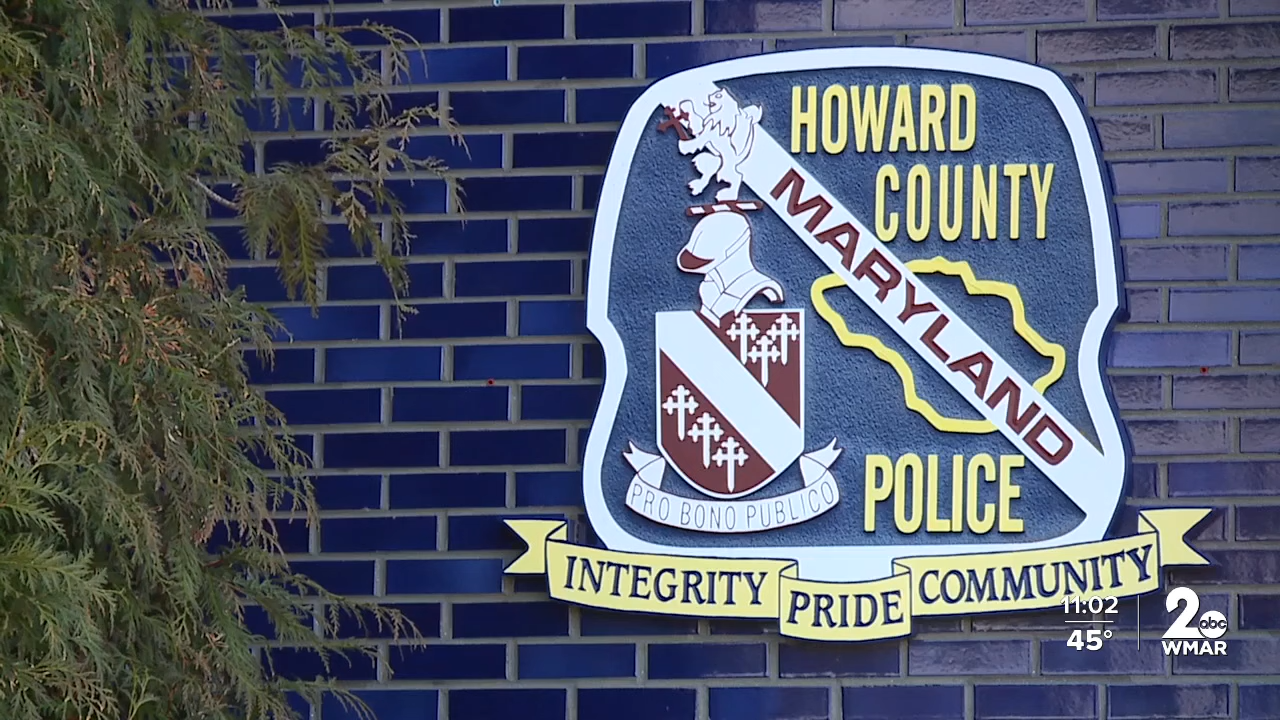 HOWARD
COUNTY
MARYLAND
POLICE
PRO BONO PUBLICO
INTEGRITY PRIDE COMMUNITY
11:02
45°
2 abc
WMAR